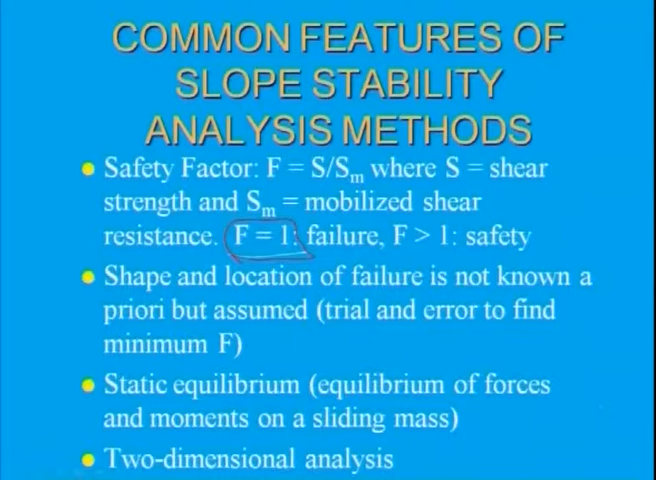 COMMON FEATURES OF
SLOPE STABILITY
ANALYSIS METHODS
Safety Factor: F = S/Sm where S = shear
strength and Sm = mobilized shear
resistance. F = 1: failure, F > 1: safety
Shape and location of failure is not known a
priori but assumed (trial and error to find
minimum F)
Static equilibrium (equilibrium of forces
and moments on a sliding mass)
Two-dimensional analysis